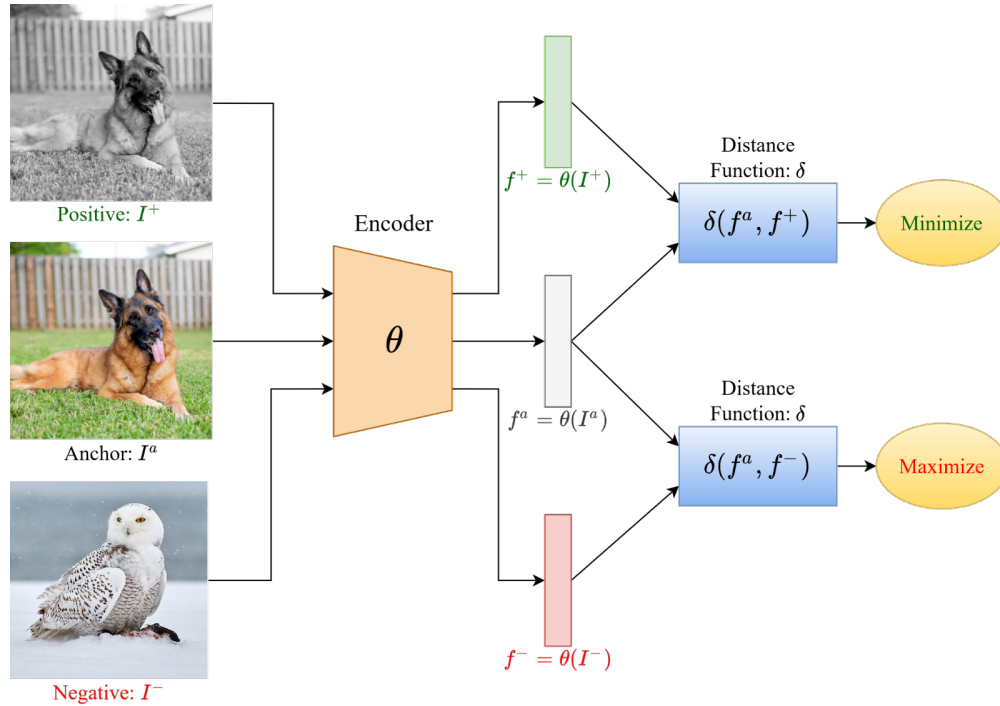 Positive: I⁺
Encoder
θ
Anchor: Iᵃ
Negative: I⁻
f⁺ = θ(I⁺)
fᵃ = θ(Iᵃ)
f⁻ = θ(I⁻)
Distance
Function: δ
δ(fᵃ, f⁺)
Minimize
Distance
Function: δ
δ(fᵃ, f⁻)
Maximize